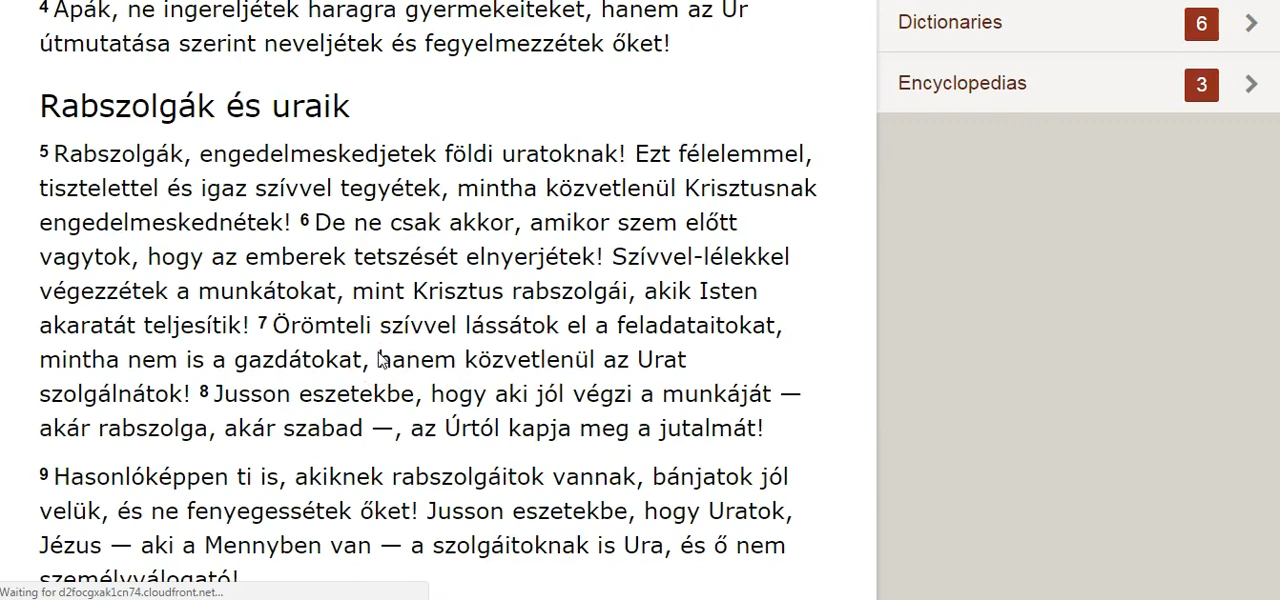 4 Apák, ne ingereljétek haragra gyermekeiteket, hanem az Úr
útmutatása szerint neveljétek és fegyelmezzétek őket!
Rabszolgák és uraik
5 Rabszolgák, engedelmeskedjetek földi uratoknak! Ezt félelemmel,
tisztelettel és igaz szívvel tegyétek, mintha közvetlenül Krisztusnak
engedelmeskednétek! 6 De ne csak akkor, amikor szem előtt
vagytok, hogy az emberek tetszését elnyerjétek! Szívvel-lélekkel
végezzétek a munkátokat, mint Krisztus rabszolgái, akik Isten
akaratát teljesítik! 7 Örömteli szívvel lássátok el a feladataitokat,
mintha nem is a gazdátokat, hanem közvetlenül az Urat
szolgálnátok! 8 Jusson eszetekbe, hogy aki jól végzi a munkáját —
akár rabszolga, akár szabad —, az Úrtól kapja meg a jutalmát!
9 Hasonlóképpen ti is, akiknek rabszolgáitok vannak, bánjatok jól
velük, és ne fenyegessétek őket! Jusson eszetekbe, hogy Uratok,
Jézus — aki a Mennyben van — a szolgáitoknak is Ura, és ő nem
személyválogató!
Waiting for d2focgxak1cn74.cloudfront.net...
Dictionaries 6
Encyclopedias 3